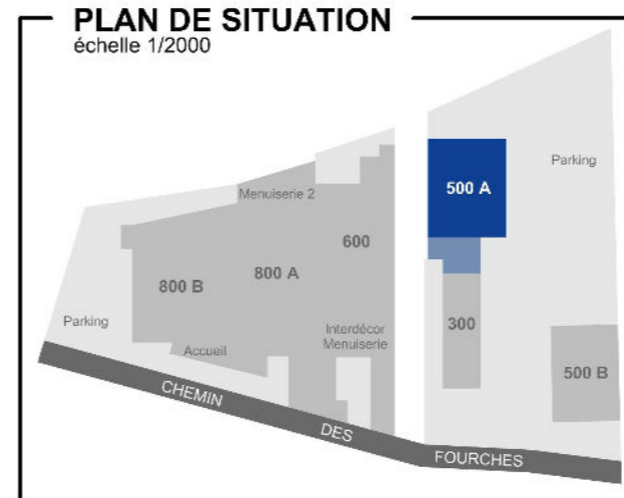 PLAN DE SITUATION
échelle 1/2000
Parking
500 A
Menuiserie 2
600
800 A
800 B
300
Parking
Accueil
Interdécor
Menuiserie
500 B
CHEMIN
DES
FOURCHES